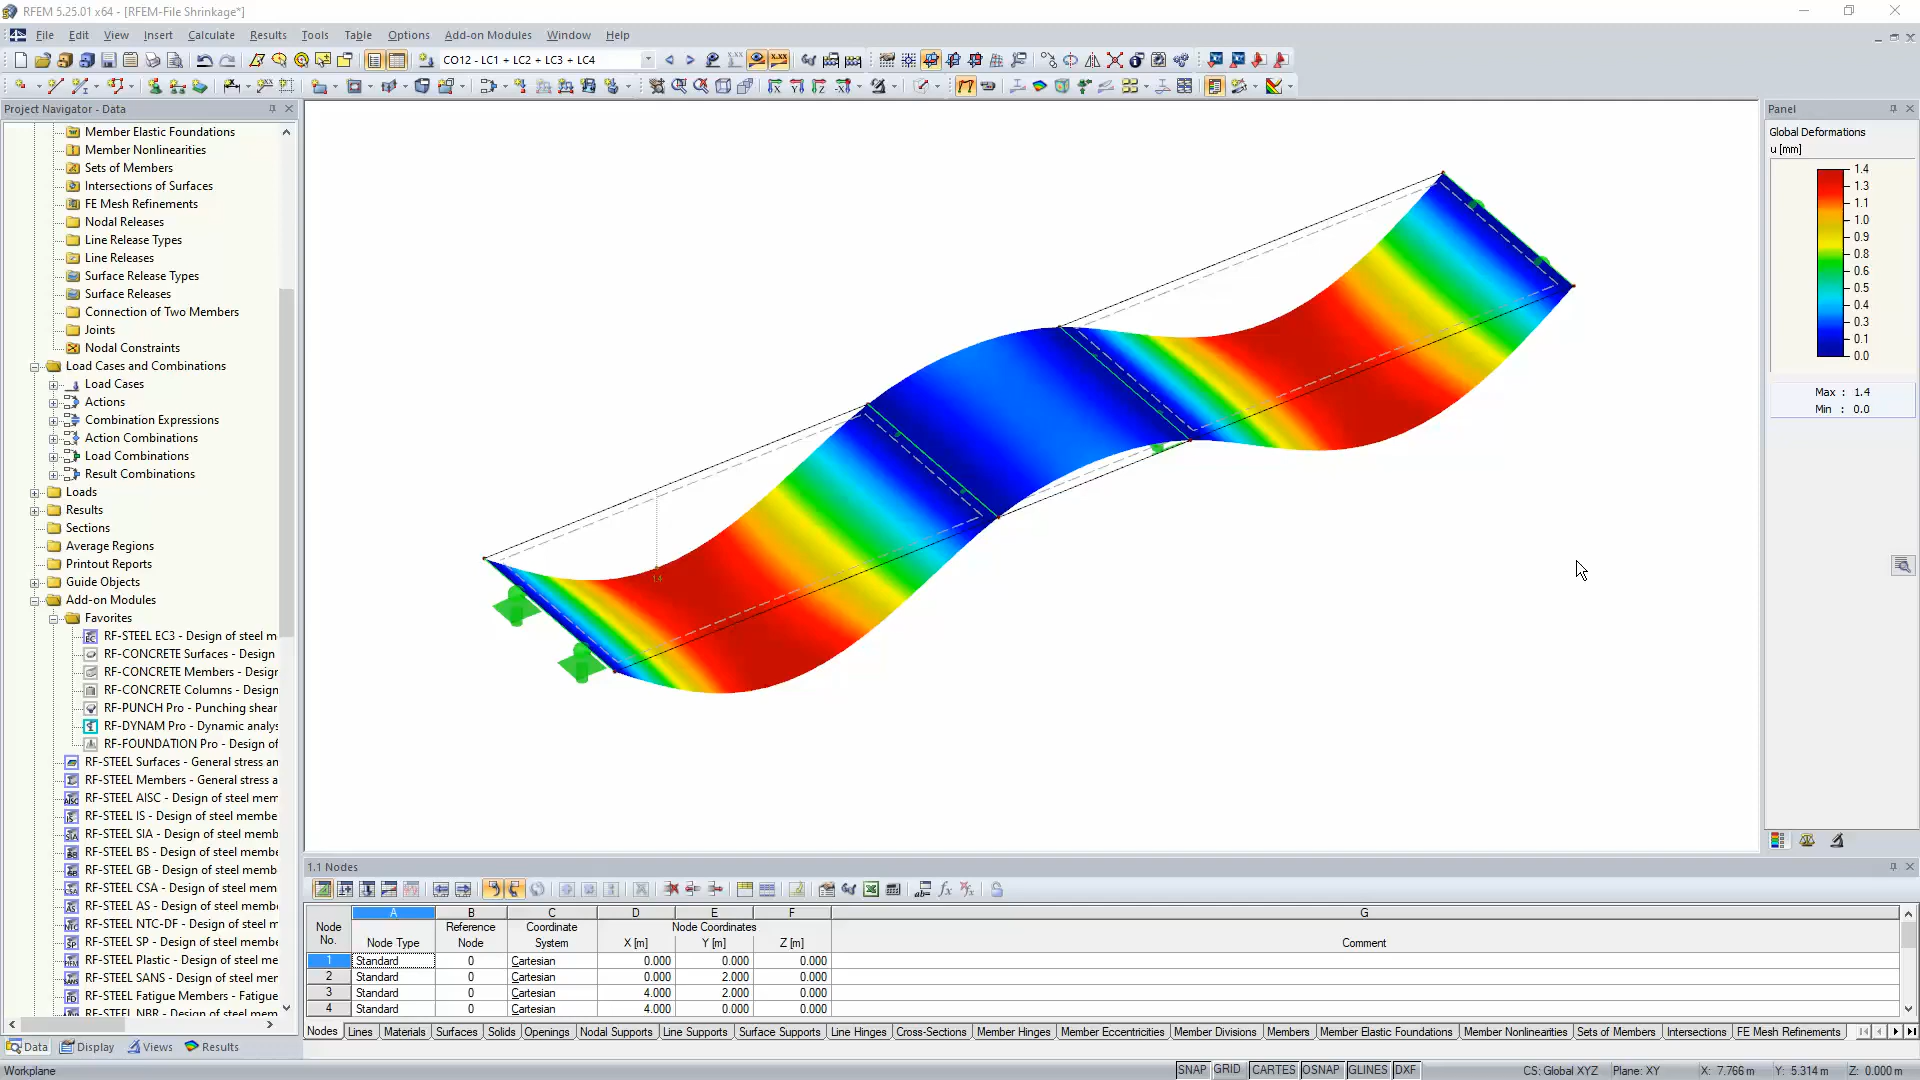 RFEM 5.25.01 x64 - [RFEM-File Shrinkage*]
File Edit View Insert Calculate Results Tools Table Options Add-on Modules Window Help
CO12 - LC1 + LC2 + LC3 + LC4
Project Navigator - Data
Member Elastic Foundations
Member Nonlinearities
Sets of Members
Intersections of Surfaces
FE Mesh Refinements
Nodal Releases
Line Release Types
Line Releases
Surface Release Types
Surface Releases
Connection of Two Members
Joints
Nodal Constraints
Load Cases and Combinations
Load Cases
Actions
Combination Expressions
Action Combinations
Load Combinations
Result Combinations
Loads
Results
Sections
Average Regions
Printout Reports
Guide Objects
Add-on Modules
Favorites
RF-STEEL EC3 - Design of steel m
RF-CONCRETE Surfaces - Design
RF-CONCRETE Members - Design
RF-CONCRETE Columns - Design
RF-PUNCH Pro - Punching shear
RF-DYNAM Pro - Dynamic analys
RF-FOUNDATION Pro - Design of
RF-STEEL Surfaces - General stress an
RF-STEEL Members - General stress a
RF-STEEL AISC - Design of steel mem
RF-STEEL IS - Design of steel membe
RF-STEEL SIA - Design of steel memb
RF-STEEL BS - Design of steel membe
RF-STEEL GB - Design of steel memb
RF-STEEL CSA - Design of steel mem
RF-STEEL AS - Design of steel membe
RF-STEEL NTC-DF - Design of steel m
RF-STEEL SP - Design of steel membe
RF-STEEL Plastic - Design of steel me
RF-STEEL SANS - Design of steel mem
RF-STEEL Fatigue Members - Fatigue
RF-STEEL NBR - Design of steel mem
Data Display Views Results
1.4
Panel
Global Deformations
u [mm]
1.4
1.3
1.1
1.0
0.9
0.8
0.6
0.5
0.4
0.3
0.1
0.0
Max : 1.4
Min : 0.0
1.1 Nodes
A B C D E F G
Node No. Node Type Reference Node Coordinate System Node Coordinates X [m] Y [m] Z [m] Comment
1 Standard 0 Cartesian 0.000 0.000 0.000
2 Standard 0 Cartesian 0.000 2.000 0.000
3 Standard 0 Cartesian 4.000 2.000 0.000
4 Standard 0 Cartesian 4.000 0.000 0.000
Nodes Lines Materials Surfaces Solids Openings Nodal Supports Line Supports Surface Supports Line Hinges Cross-Sections Member Hinges Member Eccentricities Member Divisions Members Member Elastic Foundations Member Nonlinearities Sets of Members Intersections FE Mesh Refinements
Workplane SNAP GRID CARTES OSNAP GLINES DXF CS: Global XYZ Plane: XY X: 7.766 m Y: 5.314 m Z: 0.000 m